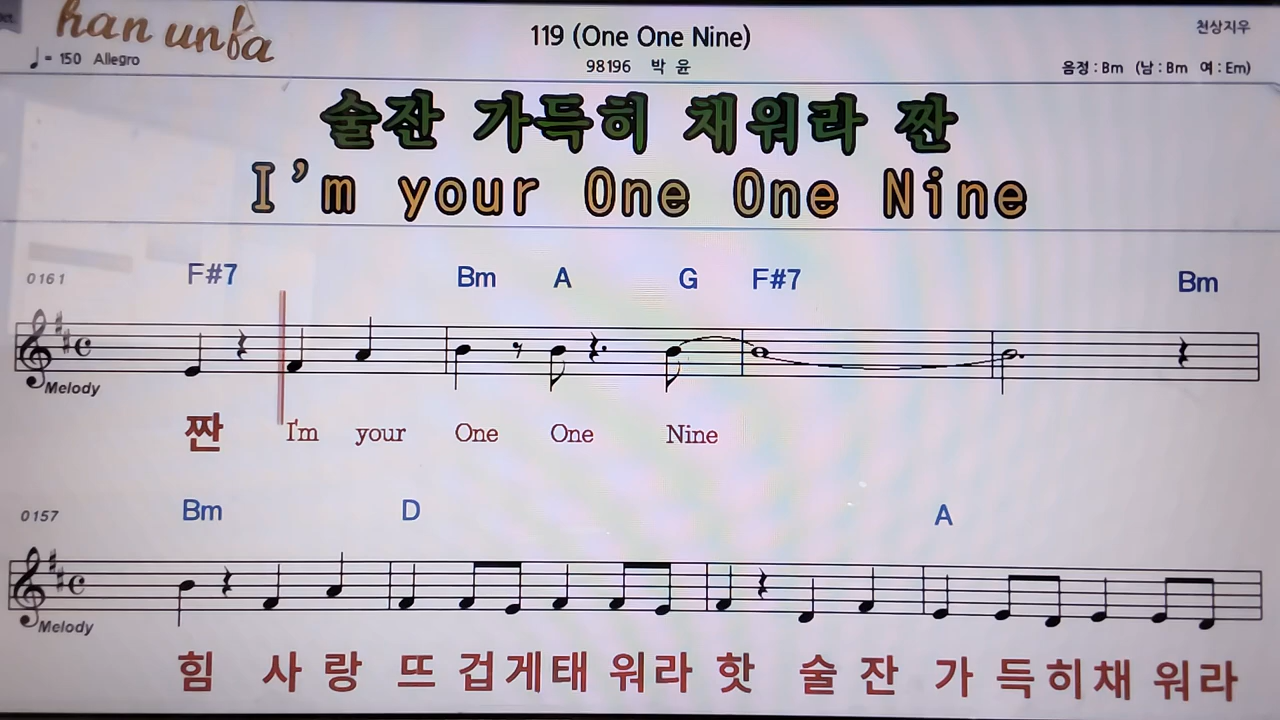 han unfa
119 (One One Nine)
천상지우
♩= 150 Allegro
98196 박 윤
음정 : Bm (남 : Bm 여 : Em)
술잔 가득히 채워라 짠
I'm your One One Nine
0161 F#7 Bm A G F#7 Bm
Melody
짠 I'm your One One Nine
0157 Bm D A
Melody
힘 사 랑 뜨 겁게태 워라 핫 술 잔 가 득히채 워라